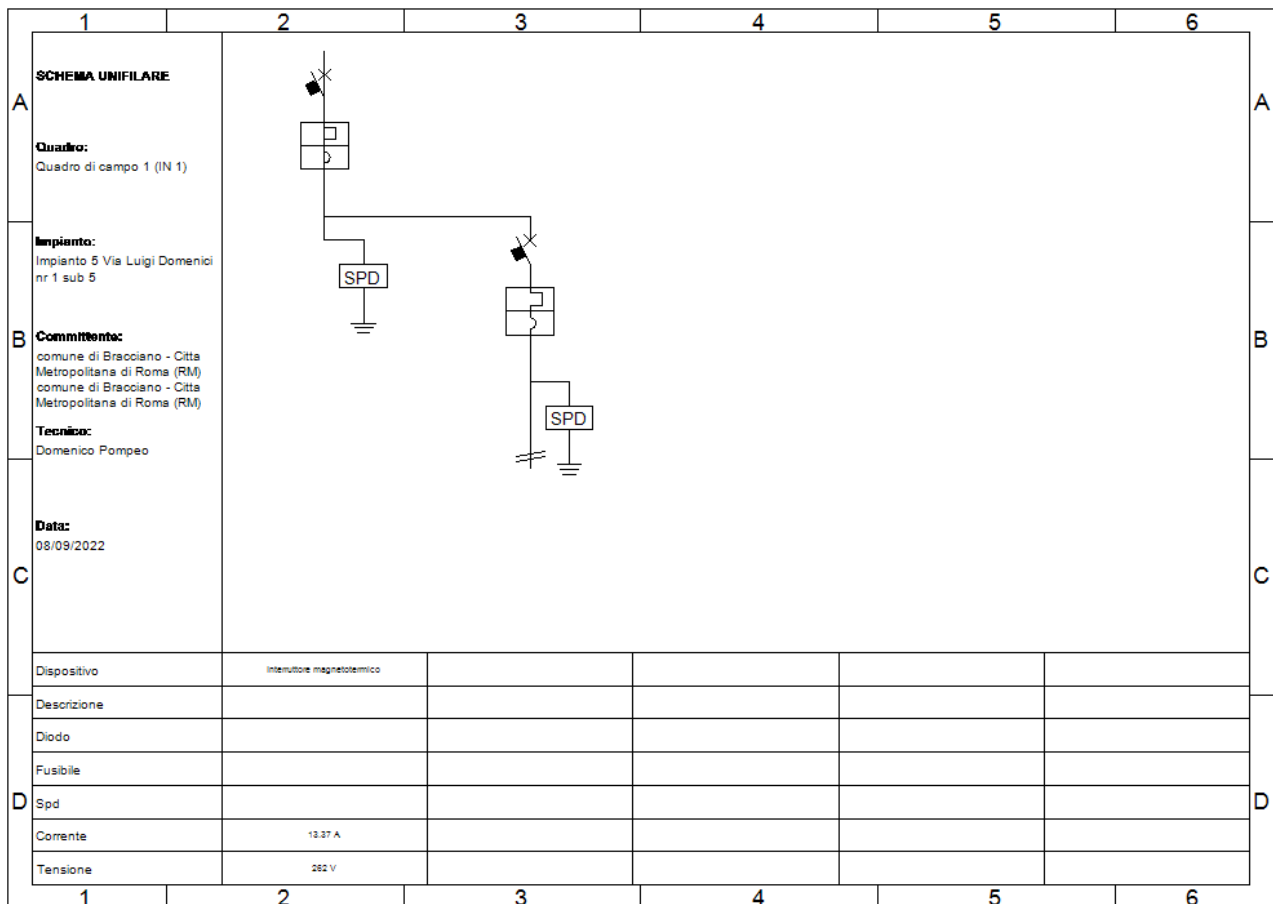 1 2 3 4 5 6
A A
SCHEMA UNIFILARE
Quadro:
Quadro di campo 1 (IN 1)
Impianto:
Impianto 5 Via Luigi Domenici
nr 1 sub 5
SPD
B B
Committente:
comune di Bracciano - Citta
Metropolitana di Roma (RM)
comune di Bracciano - Citta
Metropolitana di Roma (RM)
SPD
Tecnico:
Domenico Pompeo
Data:
08/09/2022
C C
Dispositivo Interruttore magnetotermico
Descrizione
Diodo
Fusibile
D Spd D
Corrente 13.37 A
Tensione 262 V
1 2 3 4 5 6